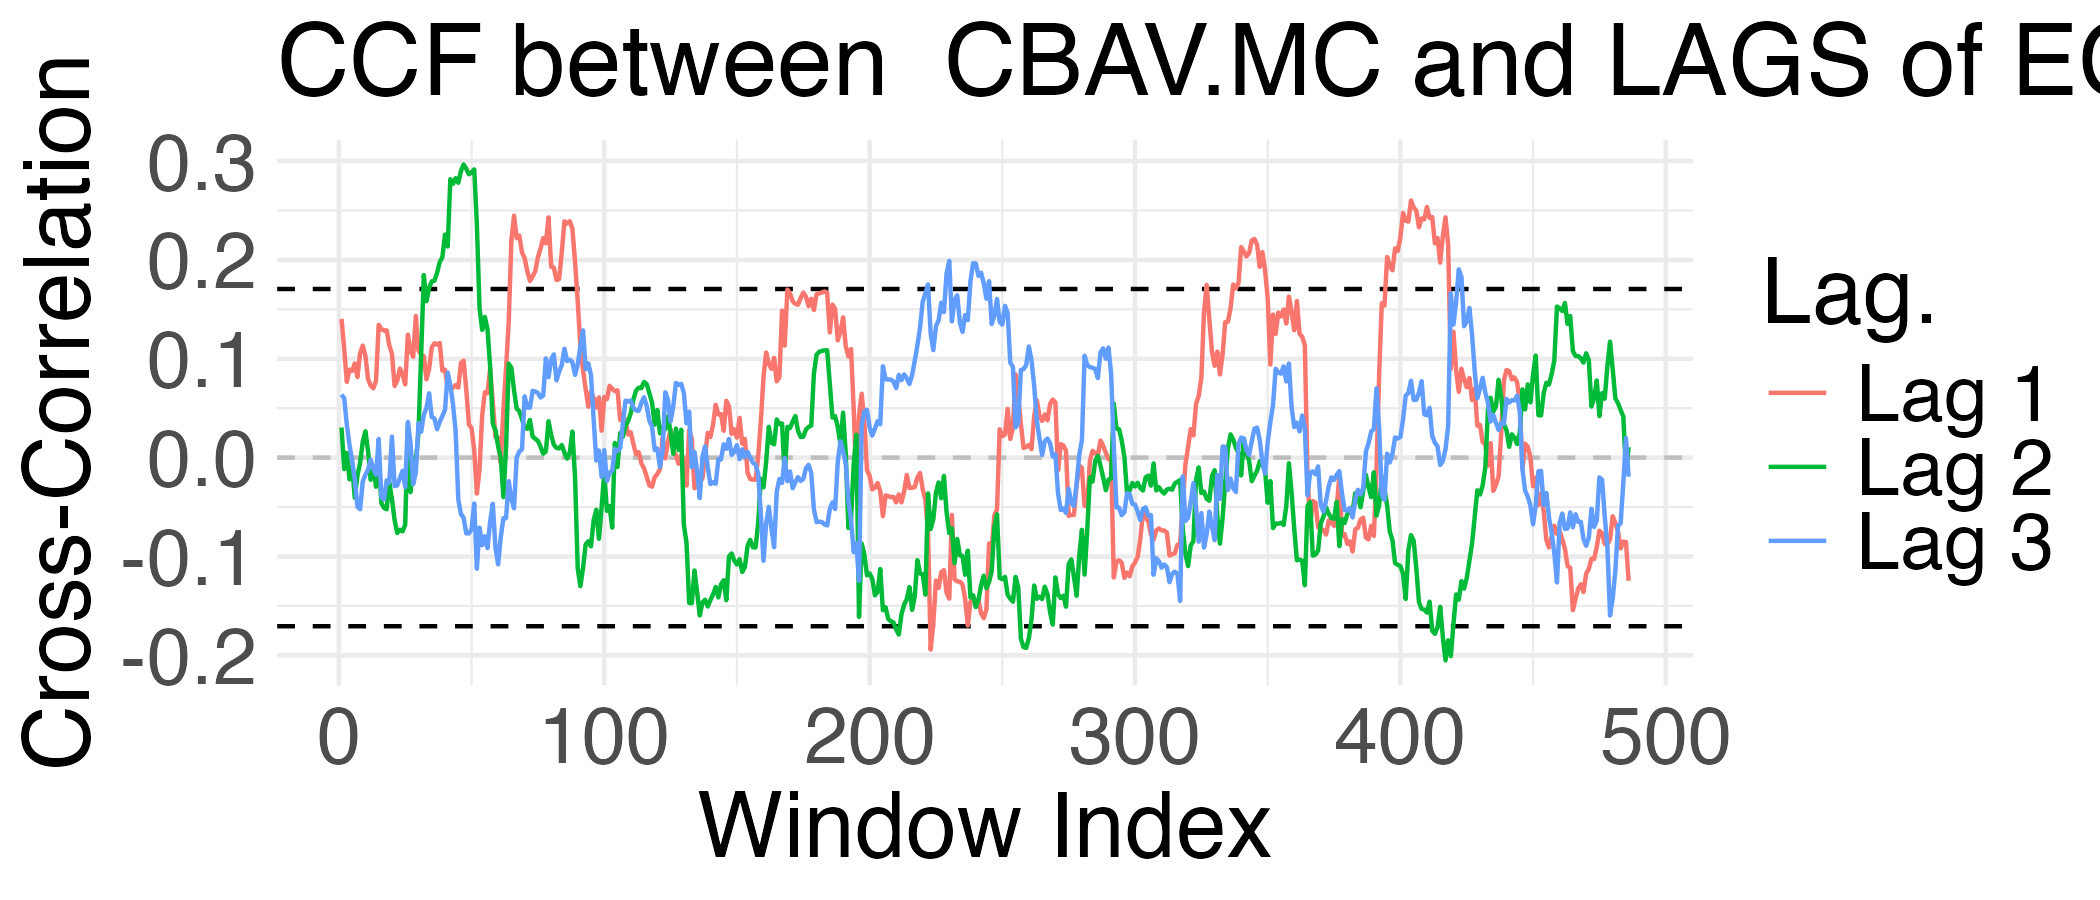 CCF between CBAV.MC and LAGS of
Cross-Correlation
0.3
0.2
0.1
0.0
-0.1
-0.2
0 100 200 300 400 500
Window Index
Lag.
Lag 1
Lag 2
Lag 3